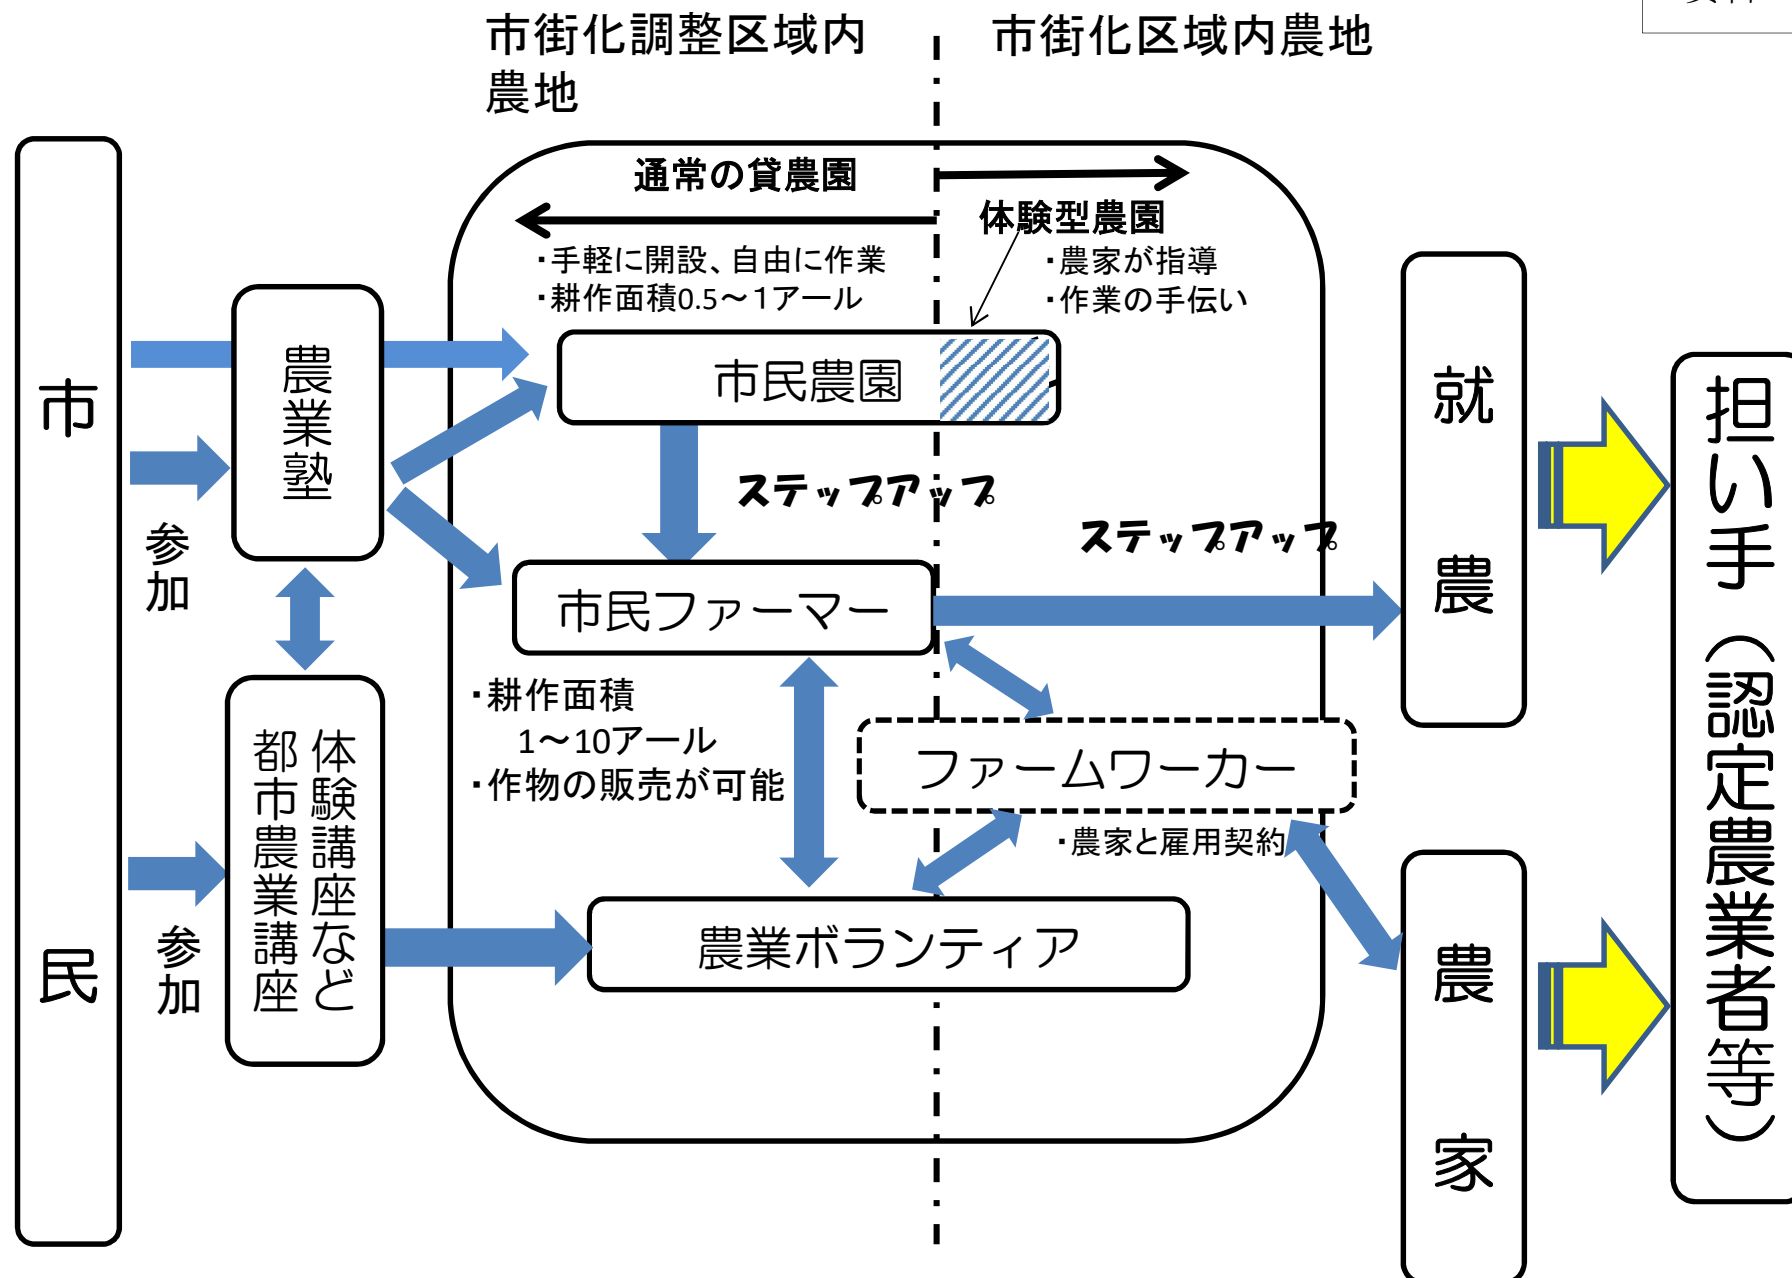 市街化調整区域内
農地
市街化区域内農地
通常の貸農園
体験型農園
・手軽に開設、自由に作業
・耕作面積0.5～１アール
・農家が指導
・作業の手伝い
市民
農業塾
市民農園
参加
ステップアップ
ステップアップ
市民ファーマー
・耕作面積
1～10アール
・作物の販売が可能
ファームワーカー
・農家と雇用契約
体験講座など
都市農業講座
参加
農業ボランティア
就農
農家
担い手（認定農業者等）